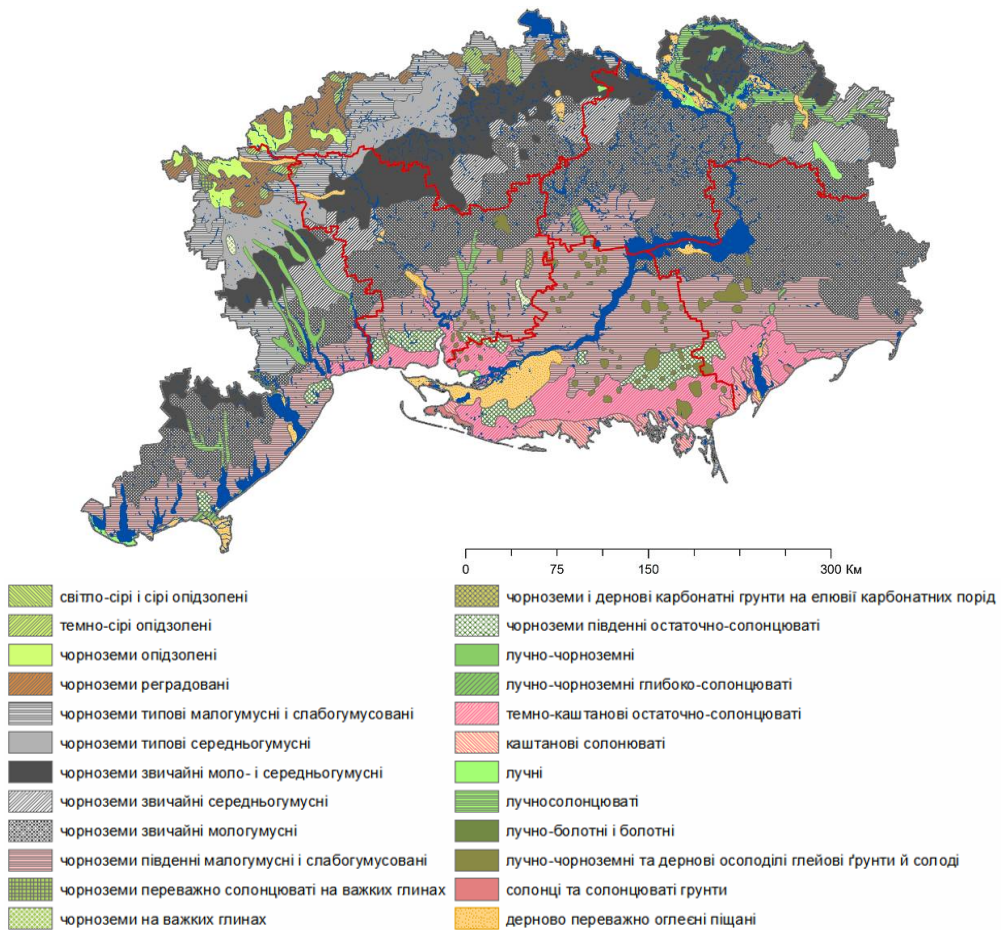 0 75 150 300 Км
світло-сірі і сірі опідзолені
темно-сірі опідзолені
чорноземи опідзолені
чорноземи реградовані
чорноземи типові малогумусні і слабогумусовані
чорноземи типові середньогумусні
чорноземи звичайні моло- і середньогумусні
чорноземи звичайні середньогумусні
чорноземи звичайні мологумусні
чорноземи південні малогумусні і слабогумусовані
чорноземи переважно солонцюваті на важких глинах
чорноземи на важких глинах
чорноземи і дернові карбонатні грунти на елювії карбонатних порід
чорноземи південні остаточно-солонцюваті
лучно-чорноземні
лучно-чорноземні глибоко-солонцюваті
темно-каштанові остаточно-солонцюваті
каштанові солонюваті
лучні
лучносолонцюваті
лучно-болотні і болотні
лучно-чорноземні та дернові осолоділі глейові ґрунти й солоді
солонці та солонцюваті грунти
дерново переважно оглеєні піщані